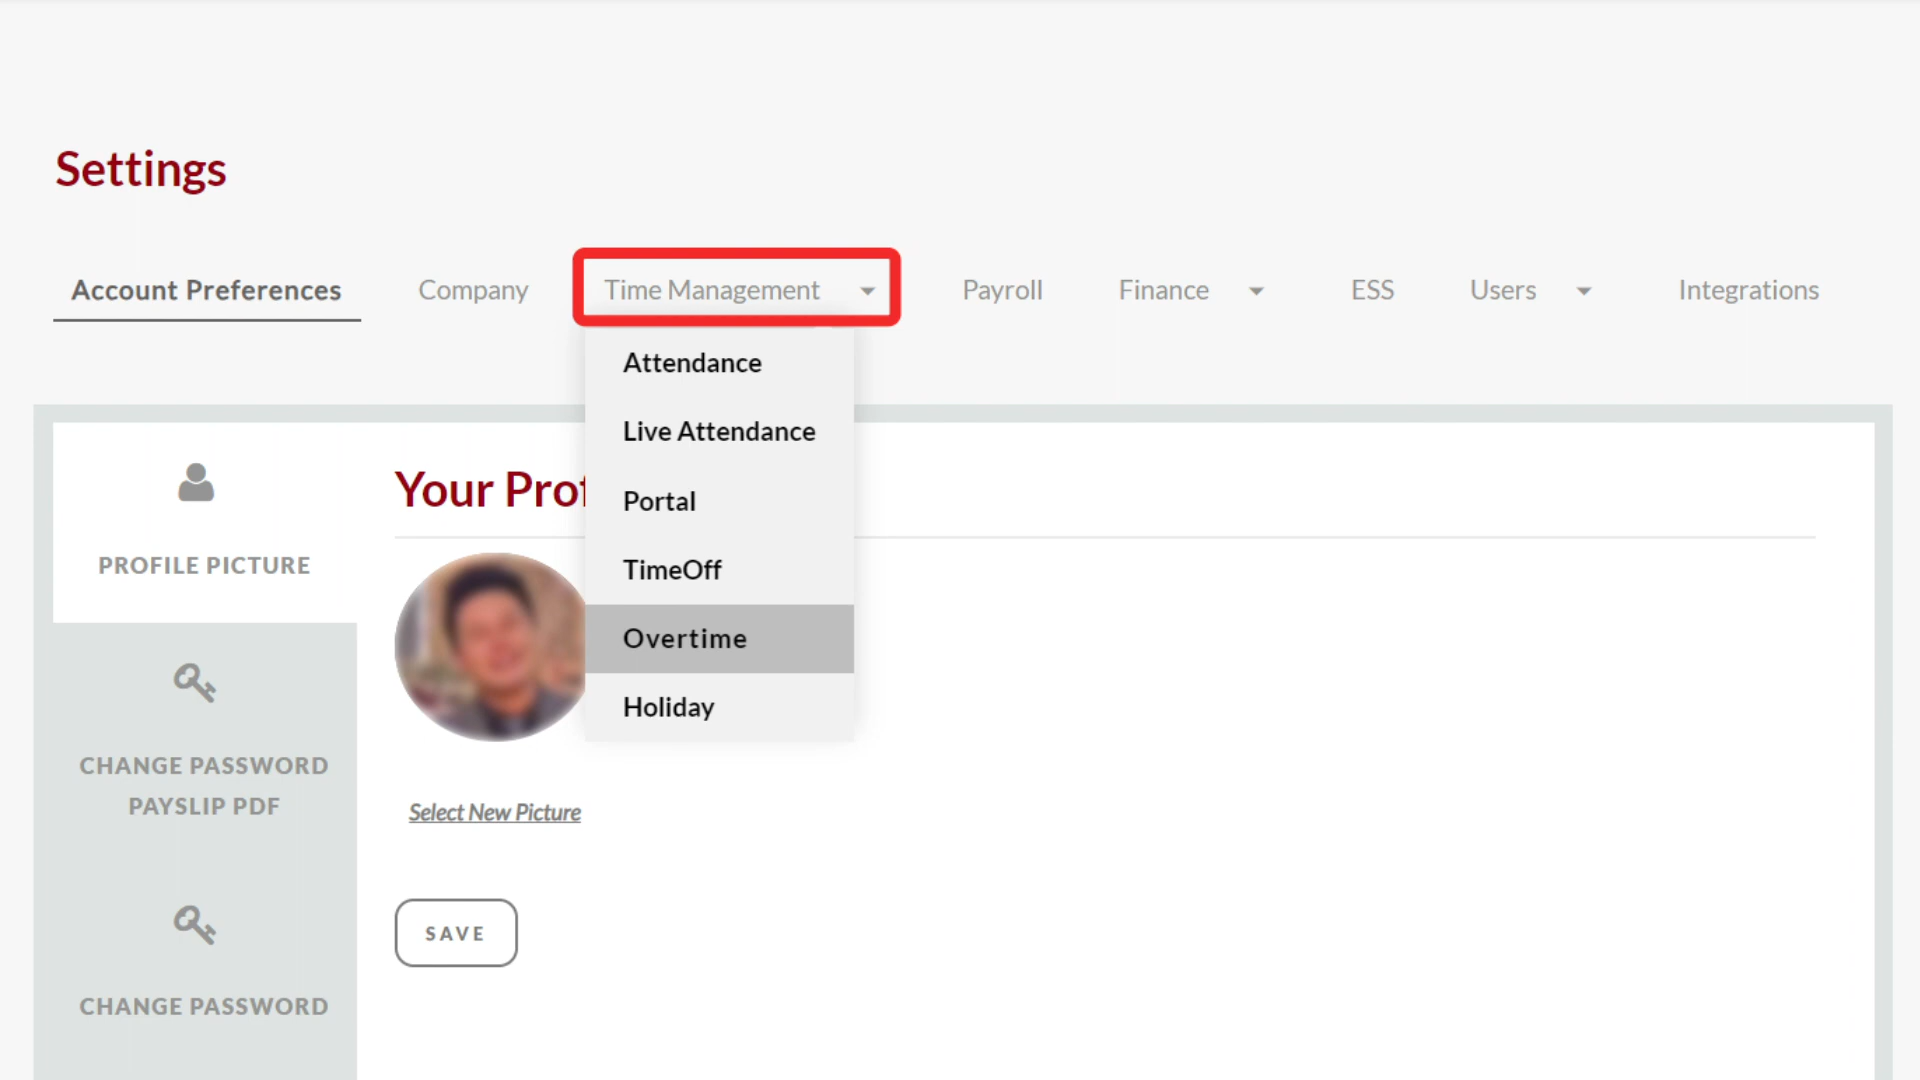 Settings
Account Preferences Company Time Management Payroll Finance ESS Users Integrations
Attendance
Live Attendance
Portal
TimeOff
Overtime
Holiday
PROFILE PICTURE
CHANGE PASSWORD
PAYSLIP PDF
CHANGE PASSWORD
Your Prof
Select New Picture
SAVE